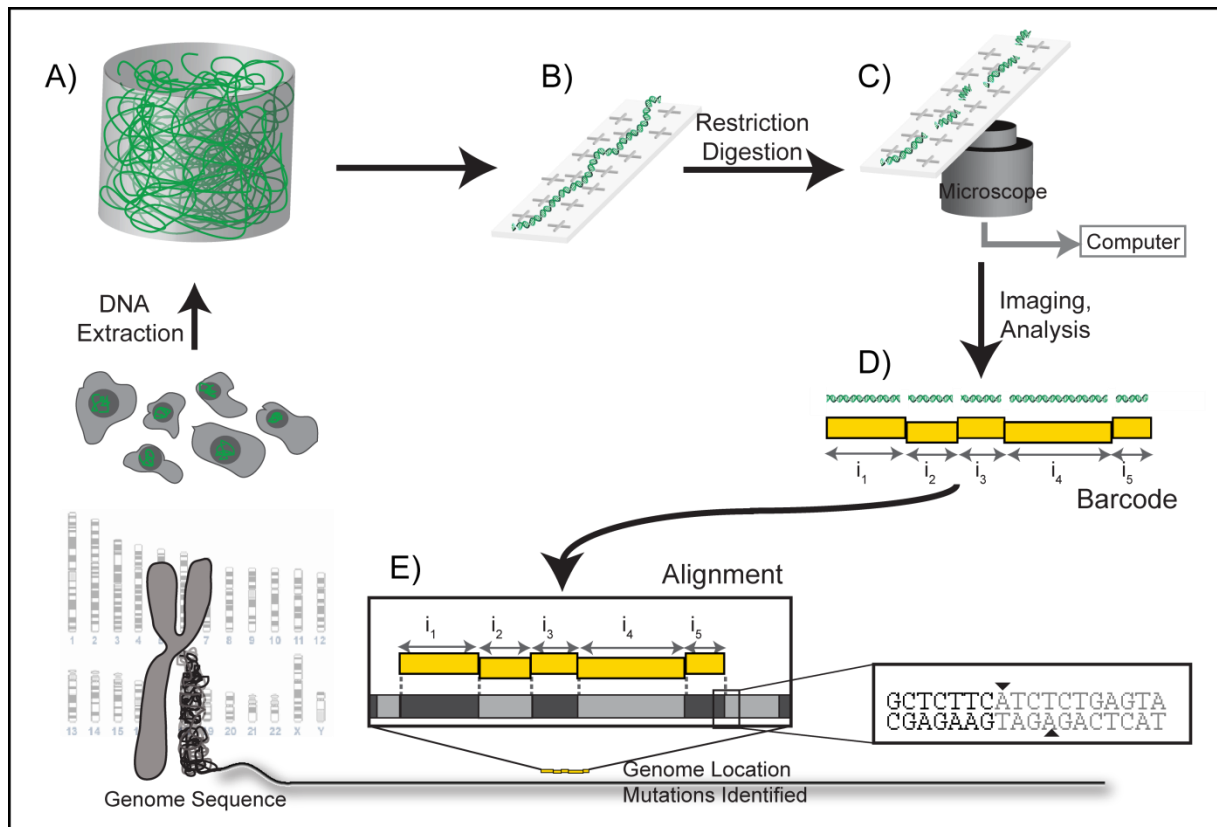 A)
B)
Restriction
Digestion
C)
Microscope
Computer
DNA
Extraction
Imaging,
Analysis
D)
i1 i2 i3 i4 i5
Barcode
E)
Alignment
i1 i2 i3 i4 i5
GCTCTTCATCTCTGAGTA
CGAGAAGTAGAGACTCAT
1 2 3 4 7 8 9 10 11 12
13 14 15 20 21 22 X Y
Genome Sequence
Genome Location
Mutations Identified